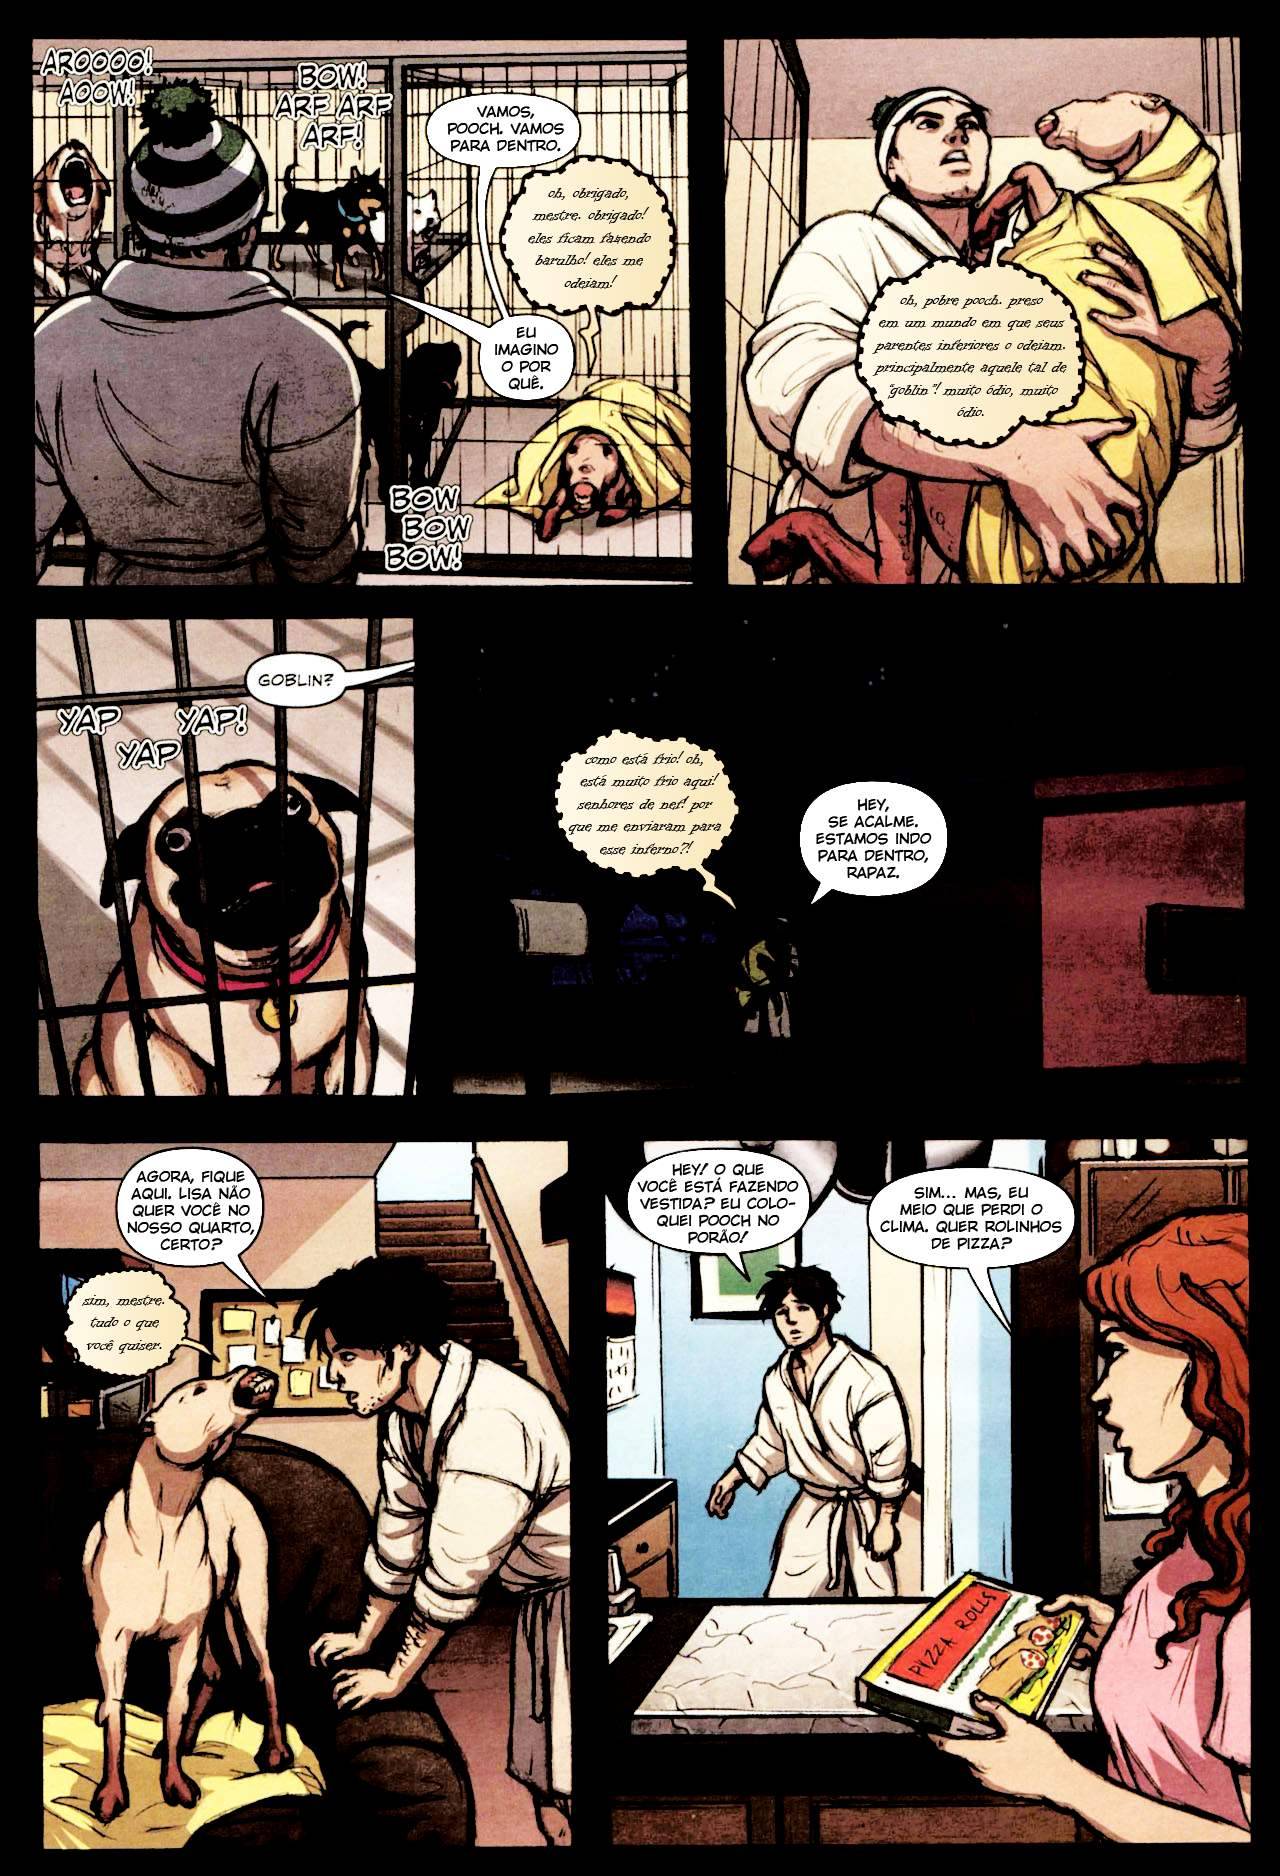 AROOOO!
AOOW!
BOW!
ARF ARF
ARF!
VAMOS,
POOCH. VAMOS
PARA DENTRO.
oh, obrigado,
mestre. obrigado!
eles ficam fazendo
barulho! eles me
odeiam!
EU
IMAGINO
O POR
QUÊ.
BOW
BOW
BOW!
oh, pobre pooch. preso
em um mundo em que seus
parentes inferiores o odeiam.
principalmente aquele tal de
"goblin"! muito ódio, muito
ódio.
GOBLIN?
YAP YAP!
YAP
como está frio! oh,
está muito frio aqui!
senhores de nef! por
que me enviaram para
esse inferno?!
HEY,
SE ACALME.
ESTAMOS INDO
PARA DENTRO,
RAPAZ.
AGORA, FIQUE
AQUI. LISA NÃO
QUER VOCÊ NO
NOSSO QUARTO,
CERTO?
sim, mestre.
tudo o que
você quiser.
HEY! O QUE
VOCÊ ESTÁ FAZENDO
VESTIDA? EU COLO-
QUEI POOCH NO
PORÃO!
SIM... MAS, EU
MEIO QUE PERDI O
CLIMA. QUER ROLINHOS
DE PIZZA?
PIZZA ROLLS